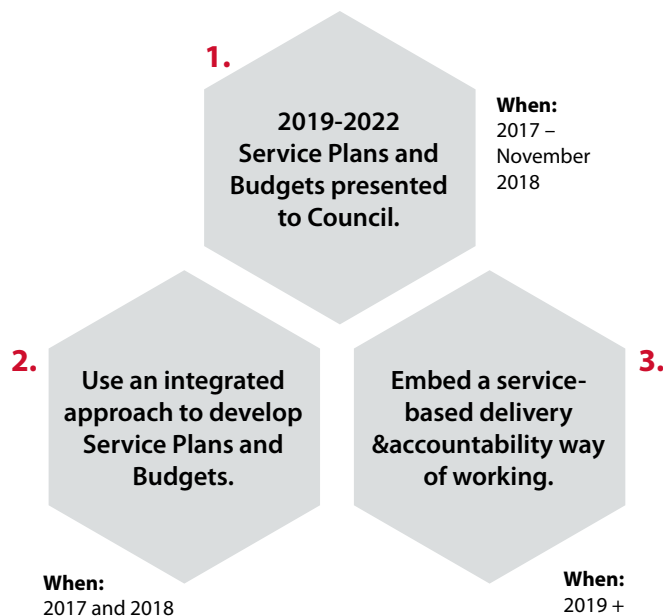 1.
2019-2022
Service Plans and
Budgets presented
to Council.
When:
2017 –
November
2018
2.
Use an integrated
approach to develop
Service Plans and
Budgets.
When:
2017 and 2018
3.
Embed a service-
based delivery
&accountability way
of working.
When:
2019 +